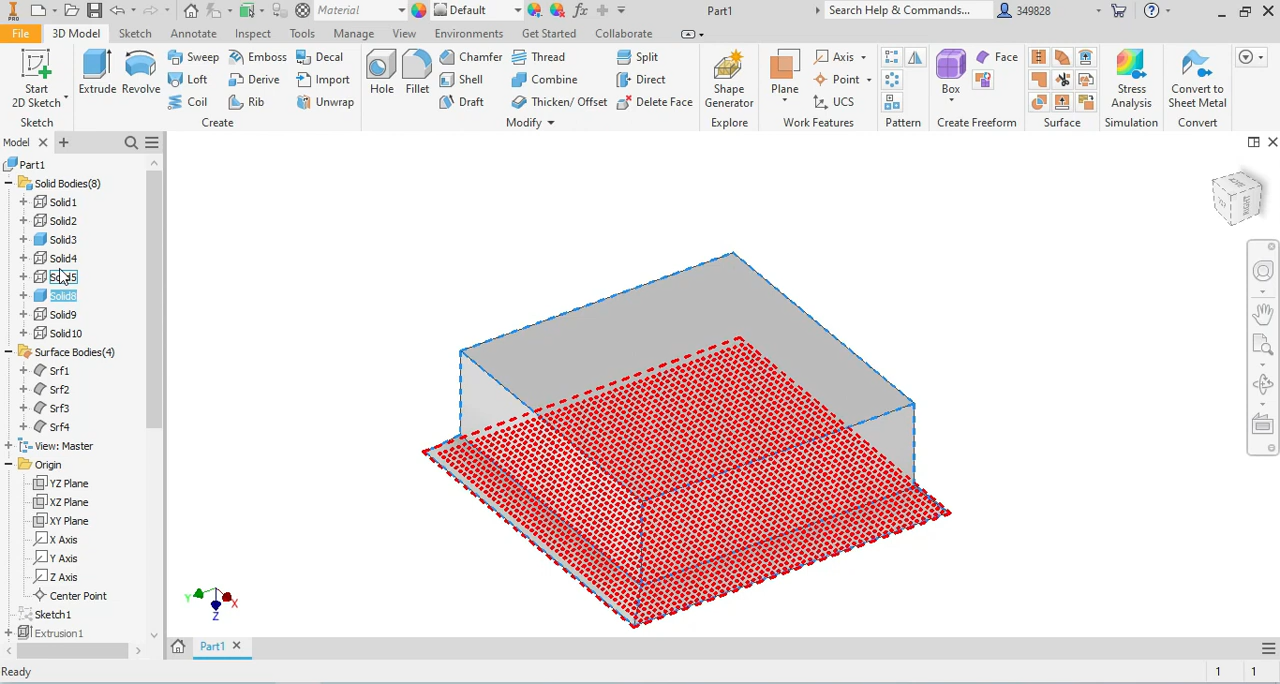 PRO Material Default fx Part1 Search Help & Commands... 349828
File 3D Model Sketch Annotate Inspect Tools Manage View Environments Get Started Collaborate
Start 2D Sketch Extrude Revolve Sweep Emboss Decal Hole Fillet Chamfer Thread Split Shape Generator Plane Axis Box Face Stress Analysis Convert to Sheet Metal
Loft Derive Import Shell Combine Direct Point
Coil Rib Unwrap Draft Thicken/ Offset Delete Face UCS
Sketch Create Modify Explore Work Features Pattern Create Freeform Surface Simulation Convert
Model
Part1
Solid Bodies(8)
Solid1
Solid2
Solid3
Solid4
Solid5
Solid8
Solid9
Solid10
Surface Bodies(4)
Srf1
Srf2
Srf3
Srf4
View: Master
Origin
YZ Plane
XZ Plane
XY Plane
X Axis
Y Axis
Z Axis
Center Point
Sketch1
Extrusion1
RIGHT
Y X
Z
Part1
Ready 1 1